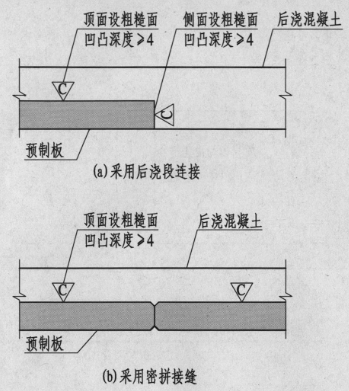 顶面设粗糙面
凹凸深度≥4
侧面设粗糙面
凹凸深度≥4
后浇混凝土
C
C
预制板
(a)采用后浇段连接
顶面设粗糙面
凹凸深度≥4
后浇混凝土
C
C
预制板
(b)采用密拼接缝